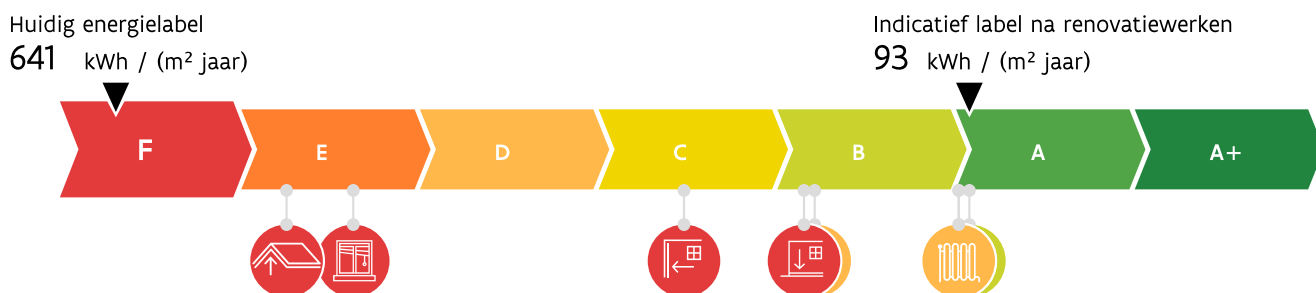 Huidig energielabel
641 kWh / (m² jaar)
Indicatief label na renovatiewerken
93 kWh / (m² jaar)
F E D C B A A+